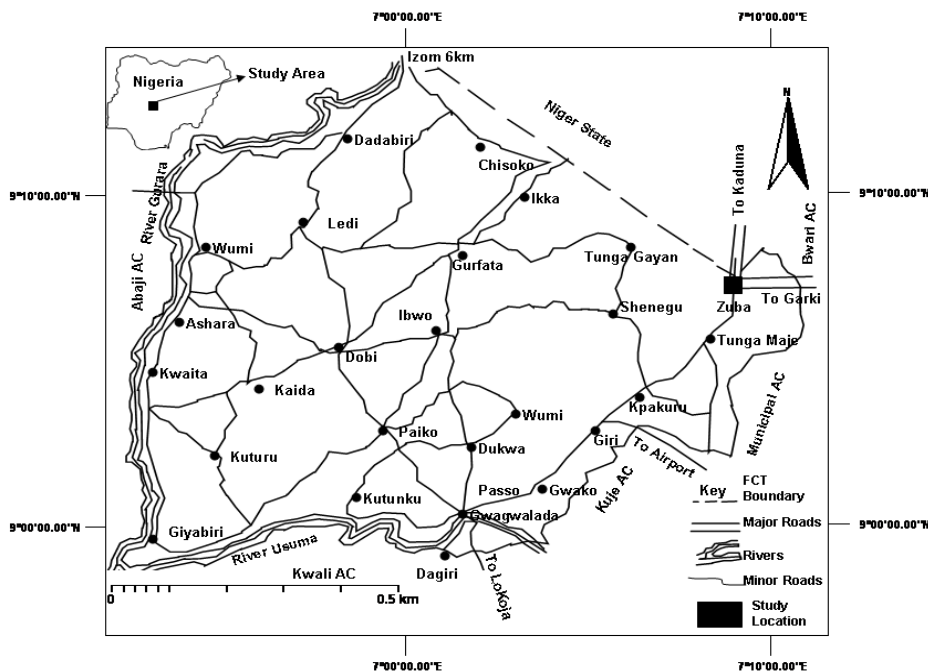 7°00'00.00"E
7°10'00.00"E
Izom 6km
Nigeria
Study Area
Niger State
N
Dadabiri
Chisoko
To Kaduna
9°10'00.00"N
9°10'00.00"N
River Gorara
Ikka
Bwari AC
Ledi
Wumi
Gurfata
Tunga Gayan
Abaji AC
Zuba
To Garki
Ashara
Ibwo
Shenegu
Tunga Maje
Dobi
Kwaita
Kaida
Municipal AC
Wumi
Kpakuru
Paiko
Giri
Dukwa
To Airport
Kuturu
Kuje AC
Passo
Gwako
Kutunku
Gwagwalada
9°00'00.00"N
9°00'00.00"N
Giyabiri
River Usuma
Kwali AC
Dagiri
To LoKoja
0
0.5 km
Key
FCT
Boundary
Major Roads
Rivers
Minor Roads
Study
Location
7°00'00.00"E
7°10'00.00"E